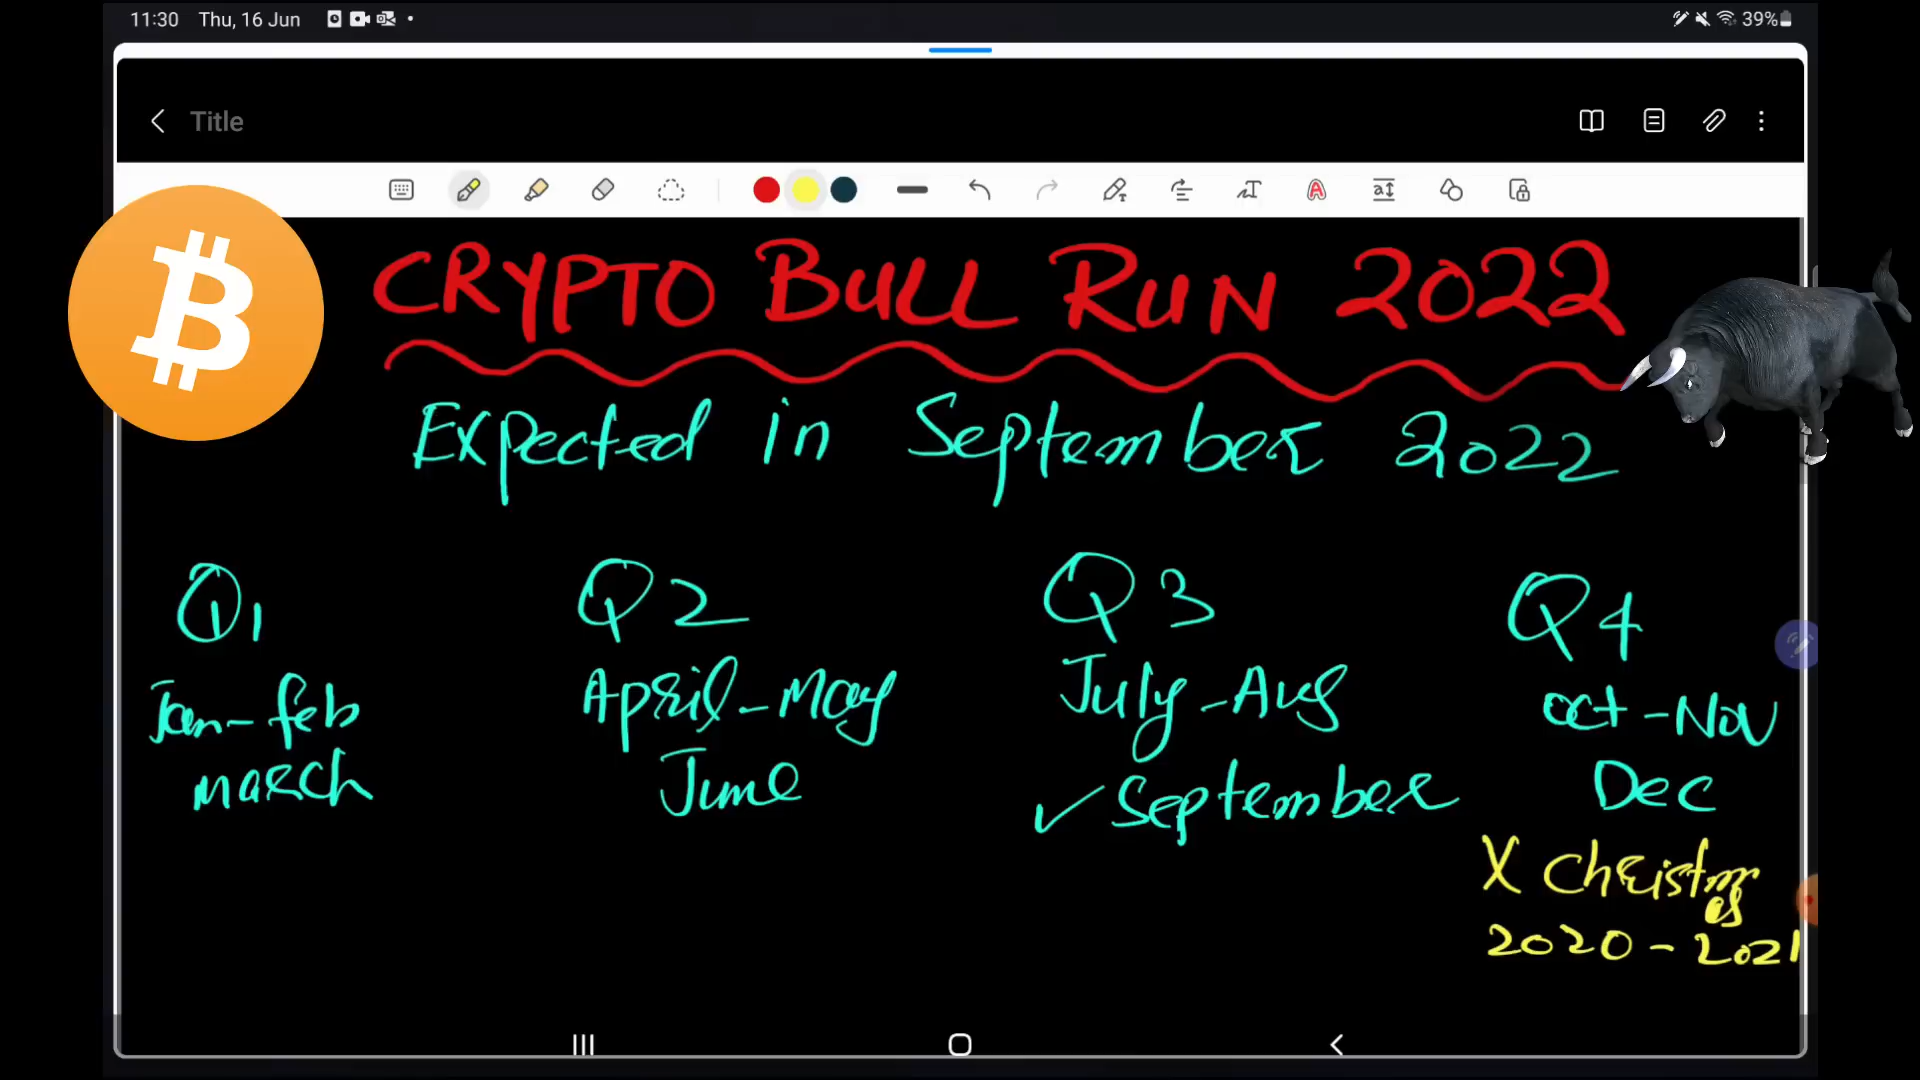 11:30 Thu, 16 Jun 39%
Title
CRYPTO BULL RUN 2022
Expected in September 2022
Q1 Q2 Q3 Q4
Jan-feb April-May July-Aug Oct-Nov
march June ✓ September Dec
X Christmas
2020-2021